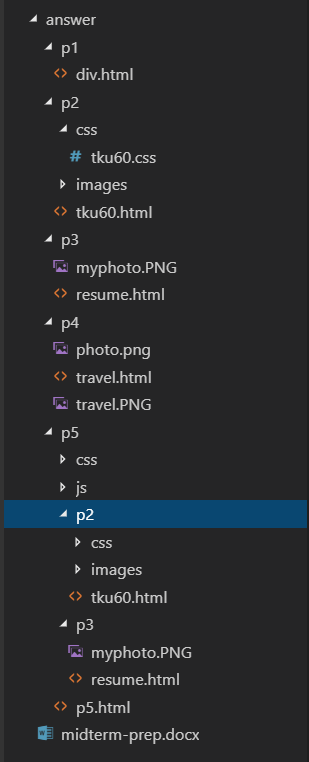 answer
p1
div.html
p2
css
tku60.css
images
tku60.html
p3
myphoto.PNG
resume.html
p4
photo.png
travel.html
travel.PNG
p5
css
js
p2
css
images
tku60.html
p3
myphoto.PNG
resume.html
p5.html
midterm-prep.docx